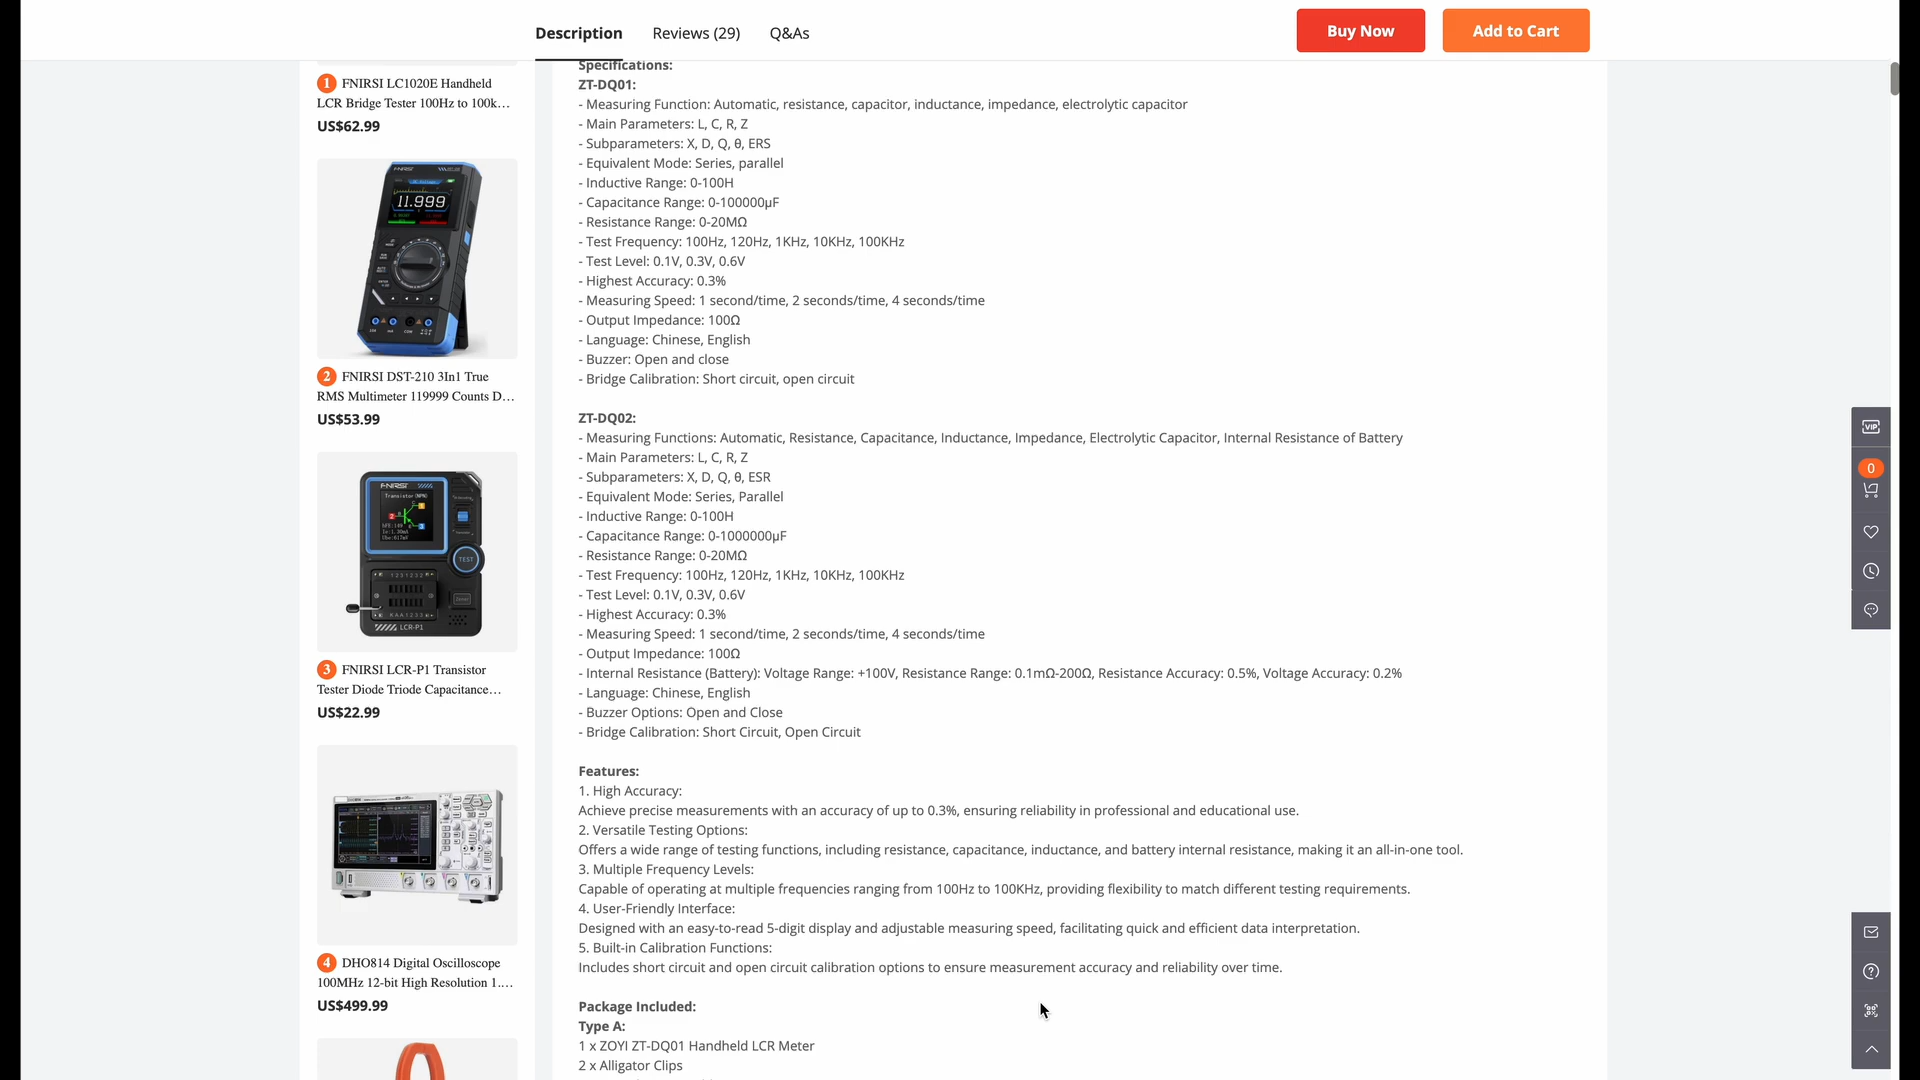 Description
Reviews (29)
Q&As
Buy Now
Add to Cart
1 FNIRSI LC1020E Handheld
LCR Bridge Tester 100Hz to 100k...
US$62.99
FNIRSI
11.999
2 FNIRSI DST-210 3In1 True
RMS Multimeter 119999 Counts D...
US$53.99
FNIRSI
Transistor(NPN)
TEST
LCR-P1
3 FNIRSI LCR-P1 Transistor
Tester Diode Triode Capacitance...
US$22.99
4 DHO814 Digital Oscilloscope
100MHz 12-bit High Resolution 1....
US$499.99
Specifications:
ZT-DQ01:
- Measuring Function: Automatic, resistance, capacitor, inductance, impedance, electrolytic capacitor
- Main Parameters: L, C, R, Z
- Subparameters: X, D, Q, θ, ERS
- Equivalent Mode: Series, parallel
- Inductive Range: 0-100H
- Capacitance Range: 0-100000μF
- Resistance Range: 0-20MΩ
- Test Frequency: 100Hz, 120Hz, 1KHz, 10KHz, 100KHz
- Test Level: 0.1V, 0.3V, 0.6V
- Highest Accuracy: 0.3%
- Measuring Speed: 1 second/time, 2 seconds/time, 4 seconds/time
- Output Impedance: 100Ω
- Language: Chinese, English
- Buzzer: Open and close
- Bridge Calibration: Short circuit, open circuit
ZT-DQ02:
- Measuring Functions: Automatic, Resistance, Capacitance, Inductance, Impedance, Electrolytic Capacitor, Internal Resistance of Battery
- Main Parameters: L, C, R, Z
- Subparameters: X, D, Q, θ, ESR
- Equivalent Mode: Series, Parallel
- Inductive Range: 0-100H
- Capacitance Range: 0-1000000μF
- Resistance Range: 0-20MΩ
- Test Frequency: 100Hz, 120Hz, 1KHz, 10KHz, 100KHz
- Test Level: 0.1V, 0.3V, 0.6V
- Highest Accuracy: 0.3%
- Measuring Speed: 1 second/time, 2 seconds/time, 4 seconds/time
- Output Impedance: 100Ω
- Internal Resistance (Battery): Voltage Range: +100V, Resistance Range: 0.1mΩ-200Ω, Resistance Accuracy: 0.5%, Voltage Accuracy: 0.2%
- Language: Chinese, English
- Buzzer Options: Open and Close
- Bridge Calibration: Short Circuit, Open Circuit
Features:
1. High Accuracy:
Achieve precise measurements with an accuracy of up to 0.3%, ensuring reliability in professional and educational use.
2. Versatile Testing Options:
Offers a wide range of testing functions, including resistance, capacitance, inductance, and battery internal resistance, making it an all-in-one tool.
3. Multiple Frequency Levels:
Capable of operating at multiple frequencies ranging from 100Hz to 100KHz, providing flexibility to match different testing requirements.
4. User-Friendly Interface:
Designed with an easy-to-read 5-digit display and adjustable measuring speed, facilitating quick and efficient data interpretation.
5. Built-in Calibration Functions:
Includes short circuit and open circuit calibration options to ensure measurement accuracy and reliability over time.
Package Included:
Type A:
1 x ZOYI ZT-DQ01 Handheld LCR Meter
2 x Alligator Clips
VIP
0